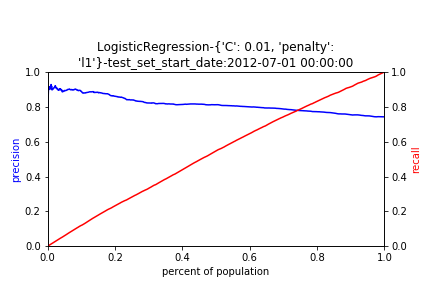 LogisticRegression-{'C': 0.01, 'penalty':
'l1'}-test_set_start_date:2012-07-01 00:00:00
1.0
0.8
0.6
0.4
0.2
0.0
precision
1.0
0.8
0.6
0.4
0.2
0.0
recall
0.0 0.2 0.4 0.6 0.8 1.0
percent of population